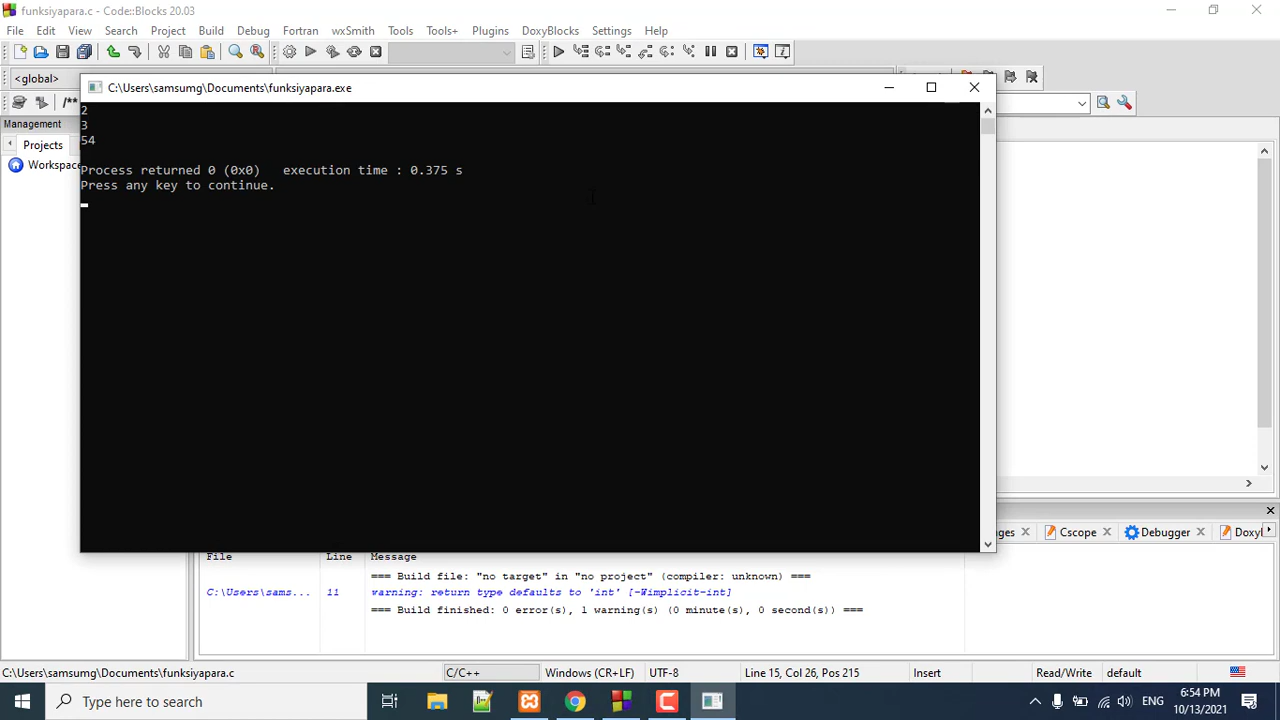 funksiyapara.c - Code::Blocks 20.03
File Edit View Search Project Build Debug Fortran wxSmith Tools Tools+ Plugins DoxyBlocks Settings Help
<global>
C:\Users\samsumg\Documents\funksiyapara.exe
/**
2
3
54
Management
Projects
Workspace
Process returned 0 (0x0)   execution time : 0.375 s
Press any key to continue.
Cscope
Debugger
File Line Message
=== Build file: "no target" in "no project" (compiler: unknown) ===
C:\Users\sams... 11 warning: return type defaults to 'int' [-Wimplicit-int]
=== Build finished: 0 error(s), 1 warning(s) (0 minute(s), 0 second(s)) ===
C:\Users\samsumg\Documents\funksiyapara.c C/C++ Windows (CR+LF) UTF-8 Line 15, Col 26, Pos 215 Insert Read/Write default
Type here to search
ENG
6:54 PM
10/13/2021